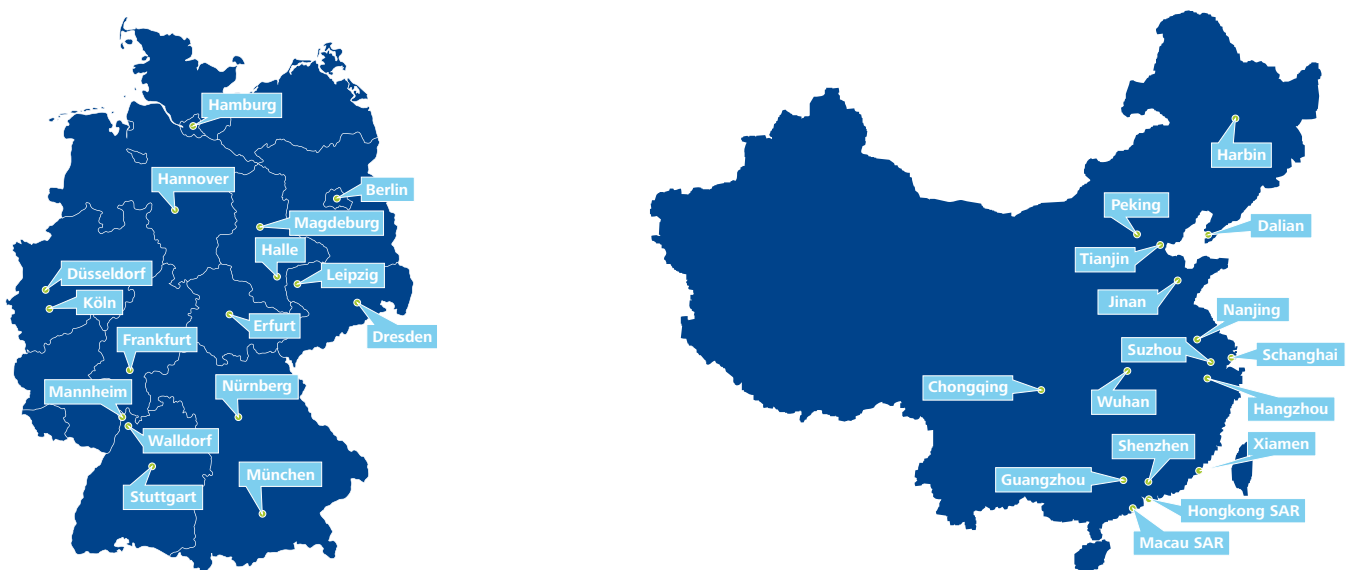 Hamburg
Hannover
Berlin
Magdeburg
Halle
Düsseldorf
Leipzig
Köln
Erfurt
Dresden
Frankfurt
Nürnberg
Mannheim
Walldorf
München
Stuttgart
Harbin
Peking
Dalian
Tianjin
Jinan
Nanjing
Suzhou
Schanghai
Chongqing
Wuhan
Hangzhou
Shenzhen
Xiamen
Guangzhou
Hongkong SAR
Macau SAR